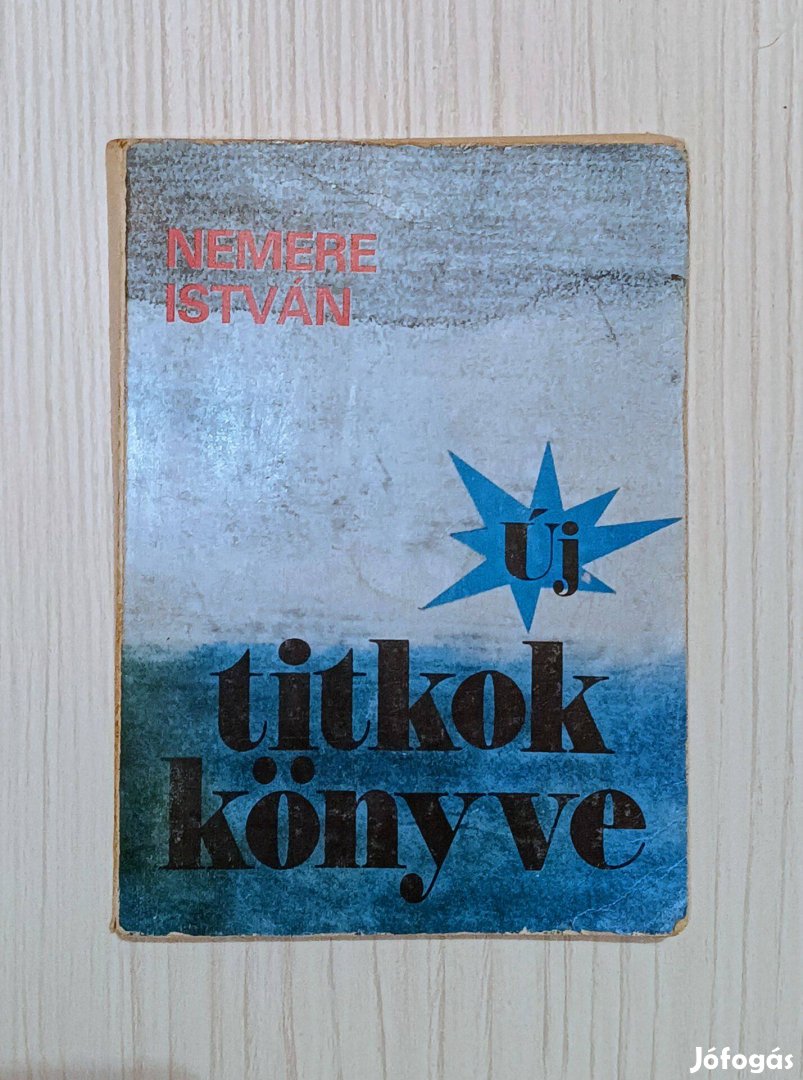 NEMERE
ISTVÁN
Új
titkok
könyve
Jófogás